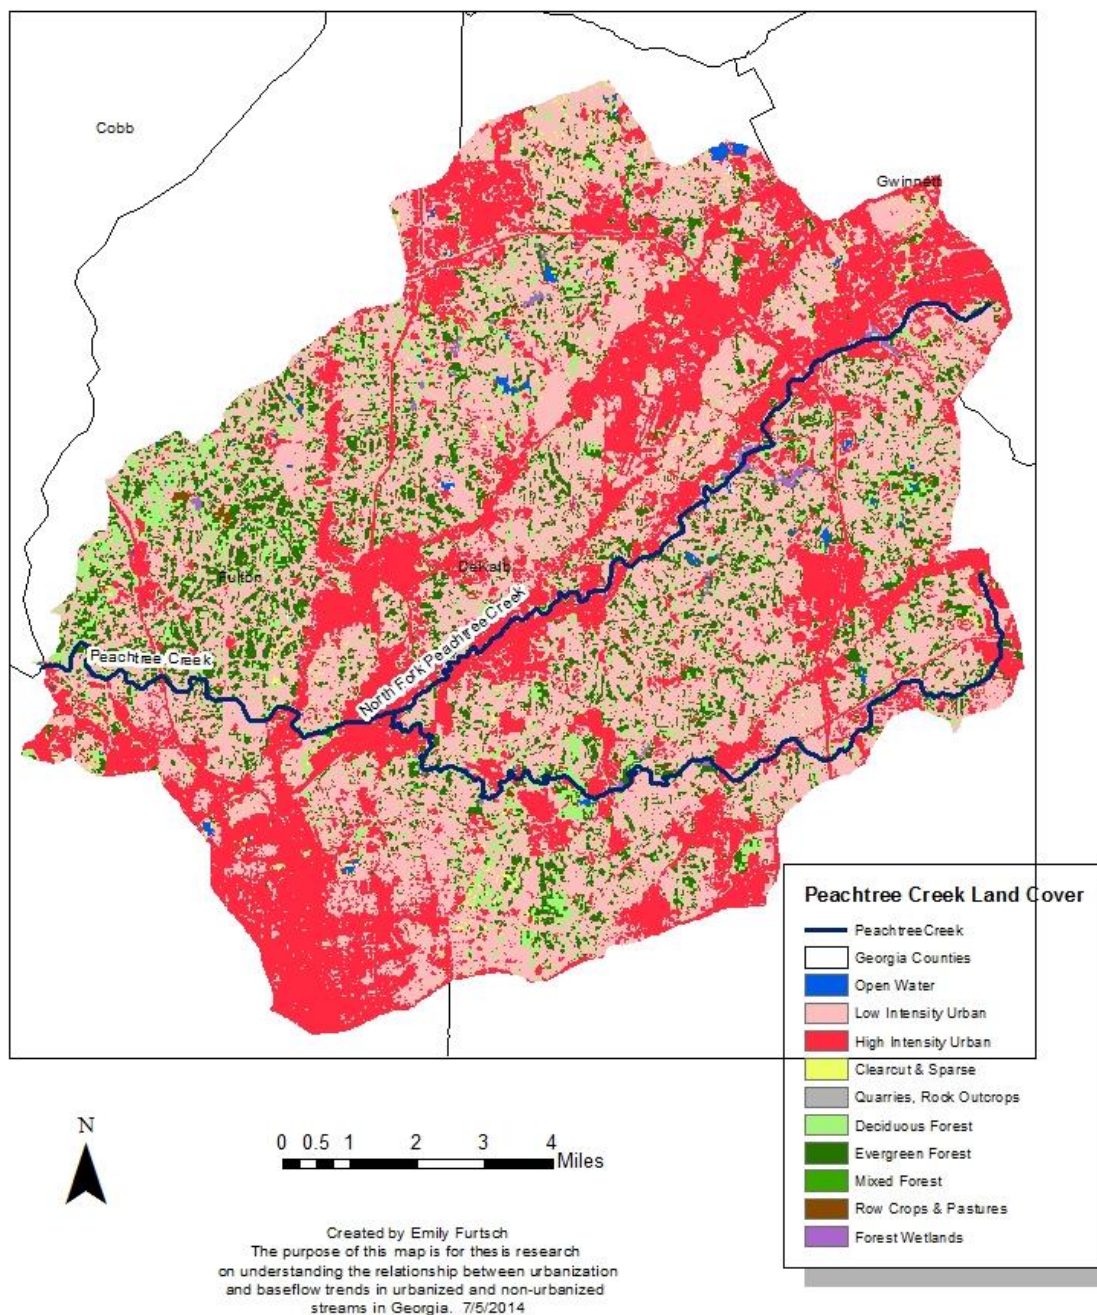 Cobb
Gwinnett
DeKalb
Fulton
Peachtree Creek
North Fork Peachtree Creek
Peachtree Creek Land Cover
PeachtreeCreek
Georgia Counties
Open Water
Low Intensity Urban
High Intensity Urban
Clearcut & Sparse
Quarries, Rock Outcrops
Deciduous Forest
Evergreen Forest
Mixed Forest
Row Crops & Pastures
Forest Wetlands
N
0 0.5 1 2 3 4
Miles
Created by Emily Furtsch
The purpose of this map is for thesis research
on understanding the relationship between urbanization
and baseflow trends in urbanized and non-urbanized
streams in Georgia. 7/5/2014